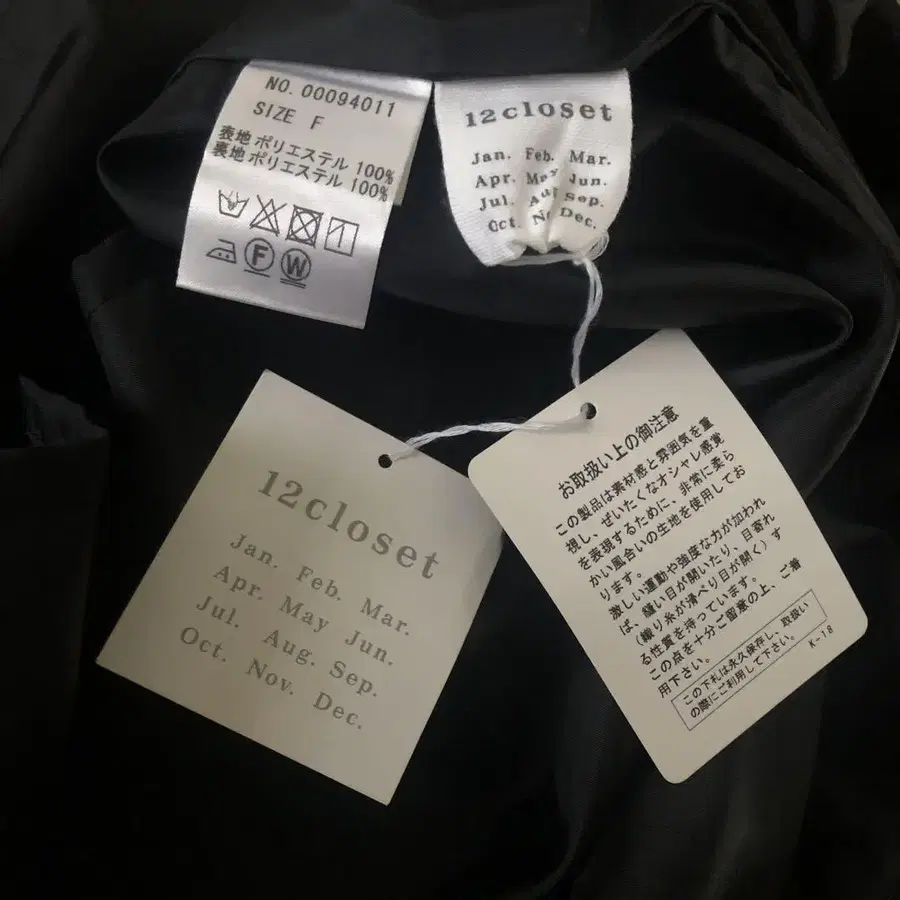 NO. 00094011
SIZE F
表地 ポリエステル 100%
裏地 ポリエステル 100%
F W
12closet
Jan. Feb. Mar.
Apr. May Jun.
Jul. Aug Sep.
Oct. No Dec.
12closet
Jan. Feb. Mar.
Apr. May Jun.
Jul. Aug. Sep.
Oct. Nov. Dec.
お取扱い上の御注意
この製品は素材感と雰囲気を重
視し、ぜいたくなオシャレ感覚
を表現するために、非常に柔ら
かい風合いの生地を使用してお
ります。
激しい運動や強度な力が加われ
ば、縫い目が開いたり、目寄れ
(織り糸が滑べり目が開く)す
る性質を持っています。
この点を十分ご留意の上、ご着
用下さい。
この下札は永久保存し、取扱い
の際にご利用して下さい。
K-18